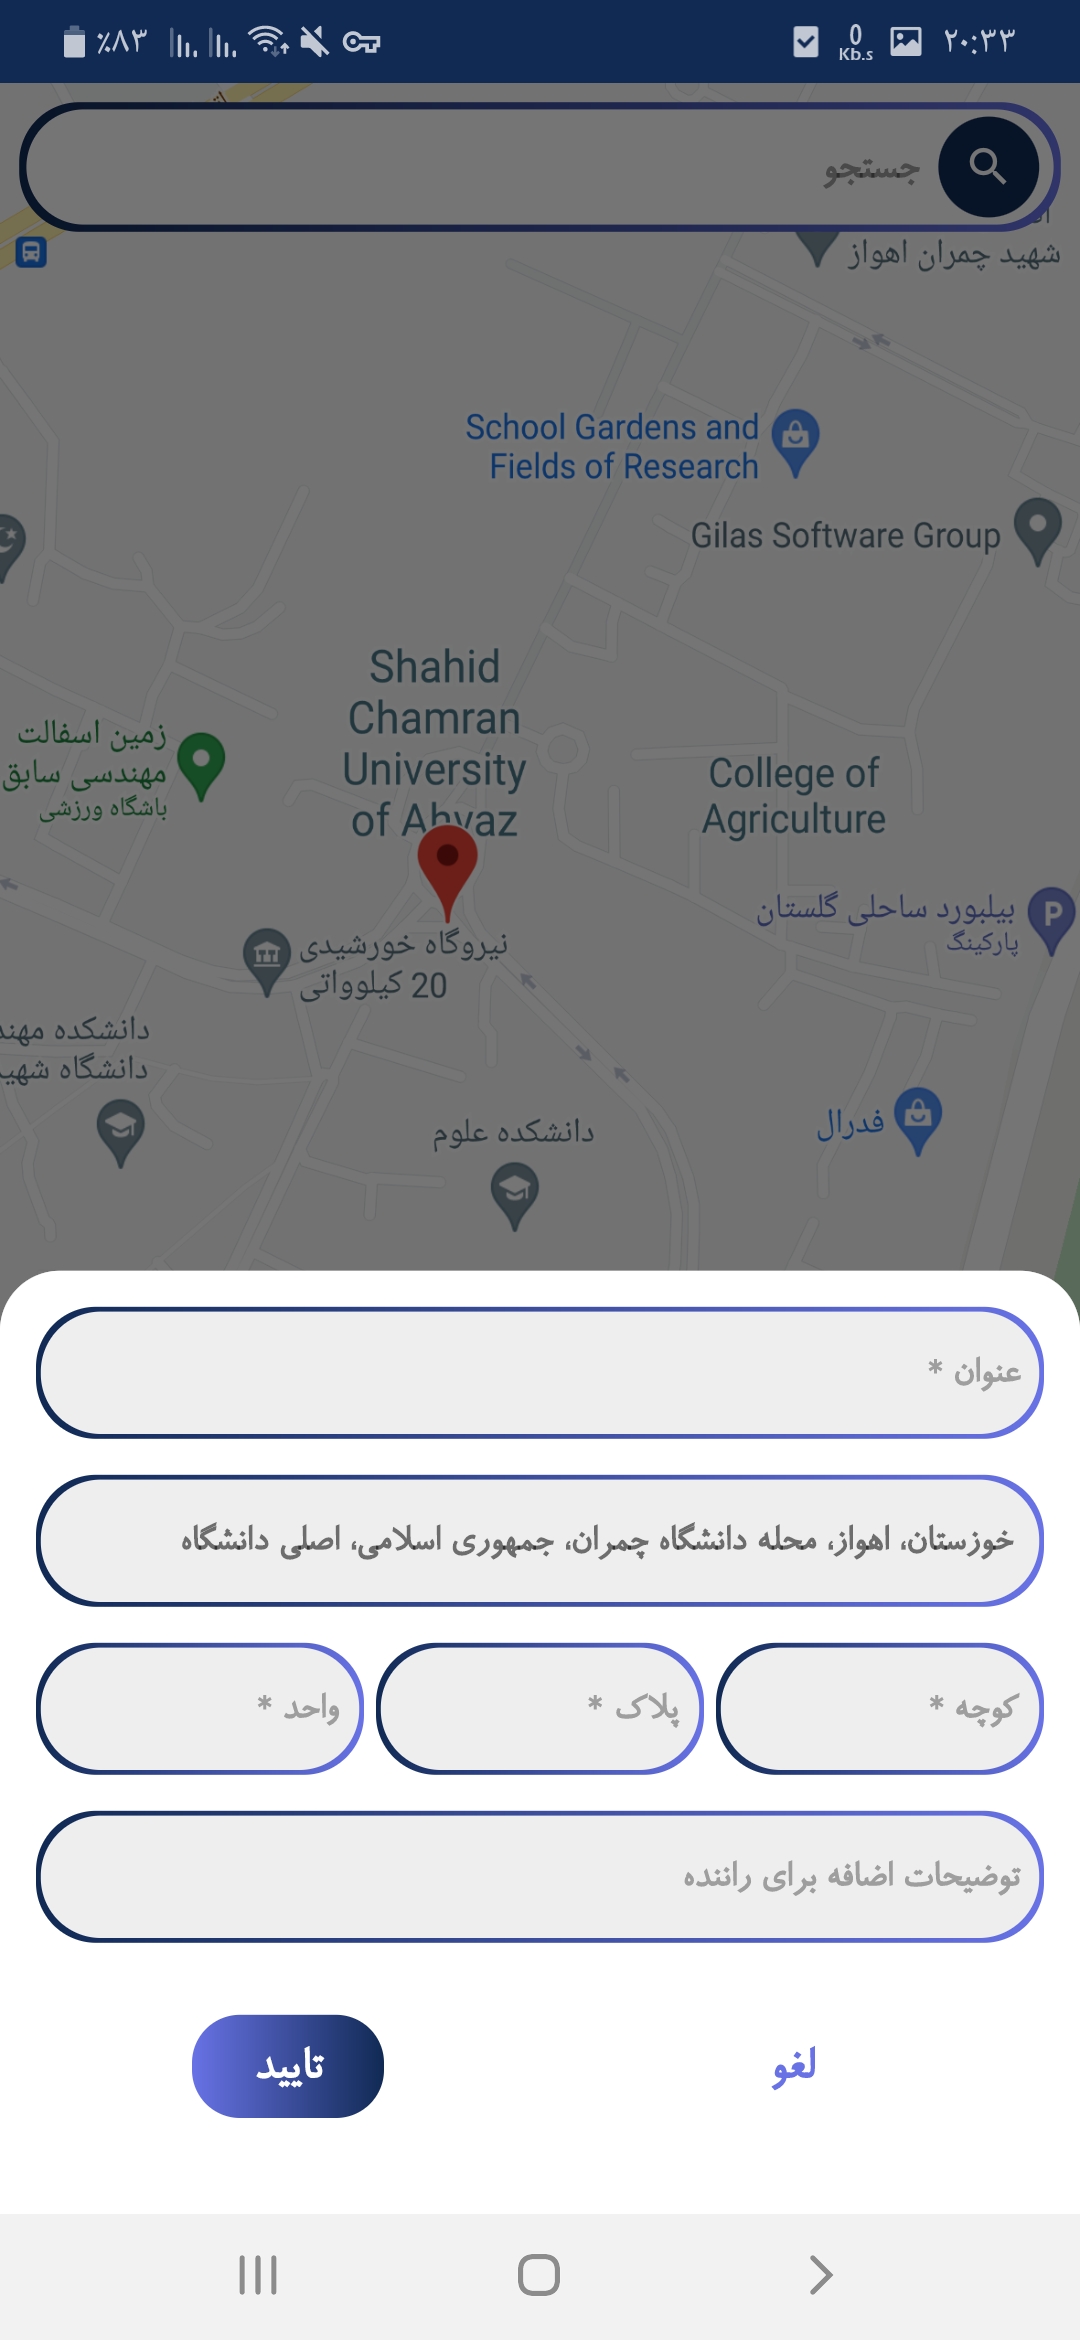 ٪۸۳
0
Kb.s
۲۰:۳۳
جستجو
شهید چمران اهواز
School Gardens and
Fields of Research
Gilas Software Group
Shahid
Chamran
University
of Ahvaz
زمین اسفالت
مهندسی سابق
باشگاه ورزشی
College of
Agriculture
بیلبورد ساحلی گلستان
پارکینگ
P
نیروگاه خورشیدی
20 کیلوواتی
دانشکده
دانشگاه
دانشکده علوم
فدرال
عنوان *
خوزستان، اهواز، محله دانشگاه چمران، جمهوری اسلامی، اصلی دانشگاه
کوچه *
پلاک *
واحد *
توضیحات اضافه برای راننده
لغو
تایید